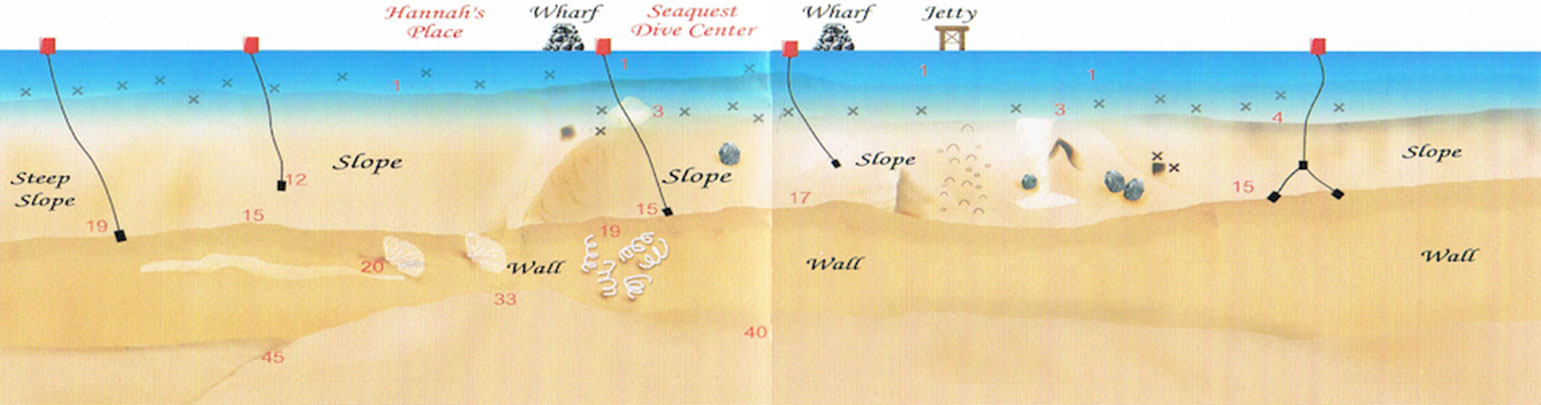 Hannah's
Place
Wharf
Seaquest
Dive Center
Wharf
Jetty
1
1
1
1
3
3
4
Steep
Slope
Slope
Slope
Slope
Slope
12
15
15
17
15
19
19
20
Wall
Wall
Wall
33
40
45